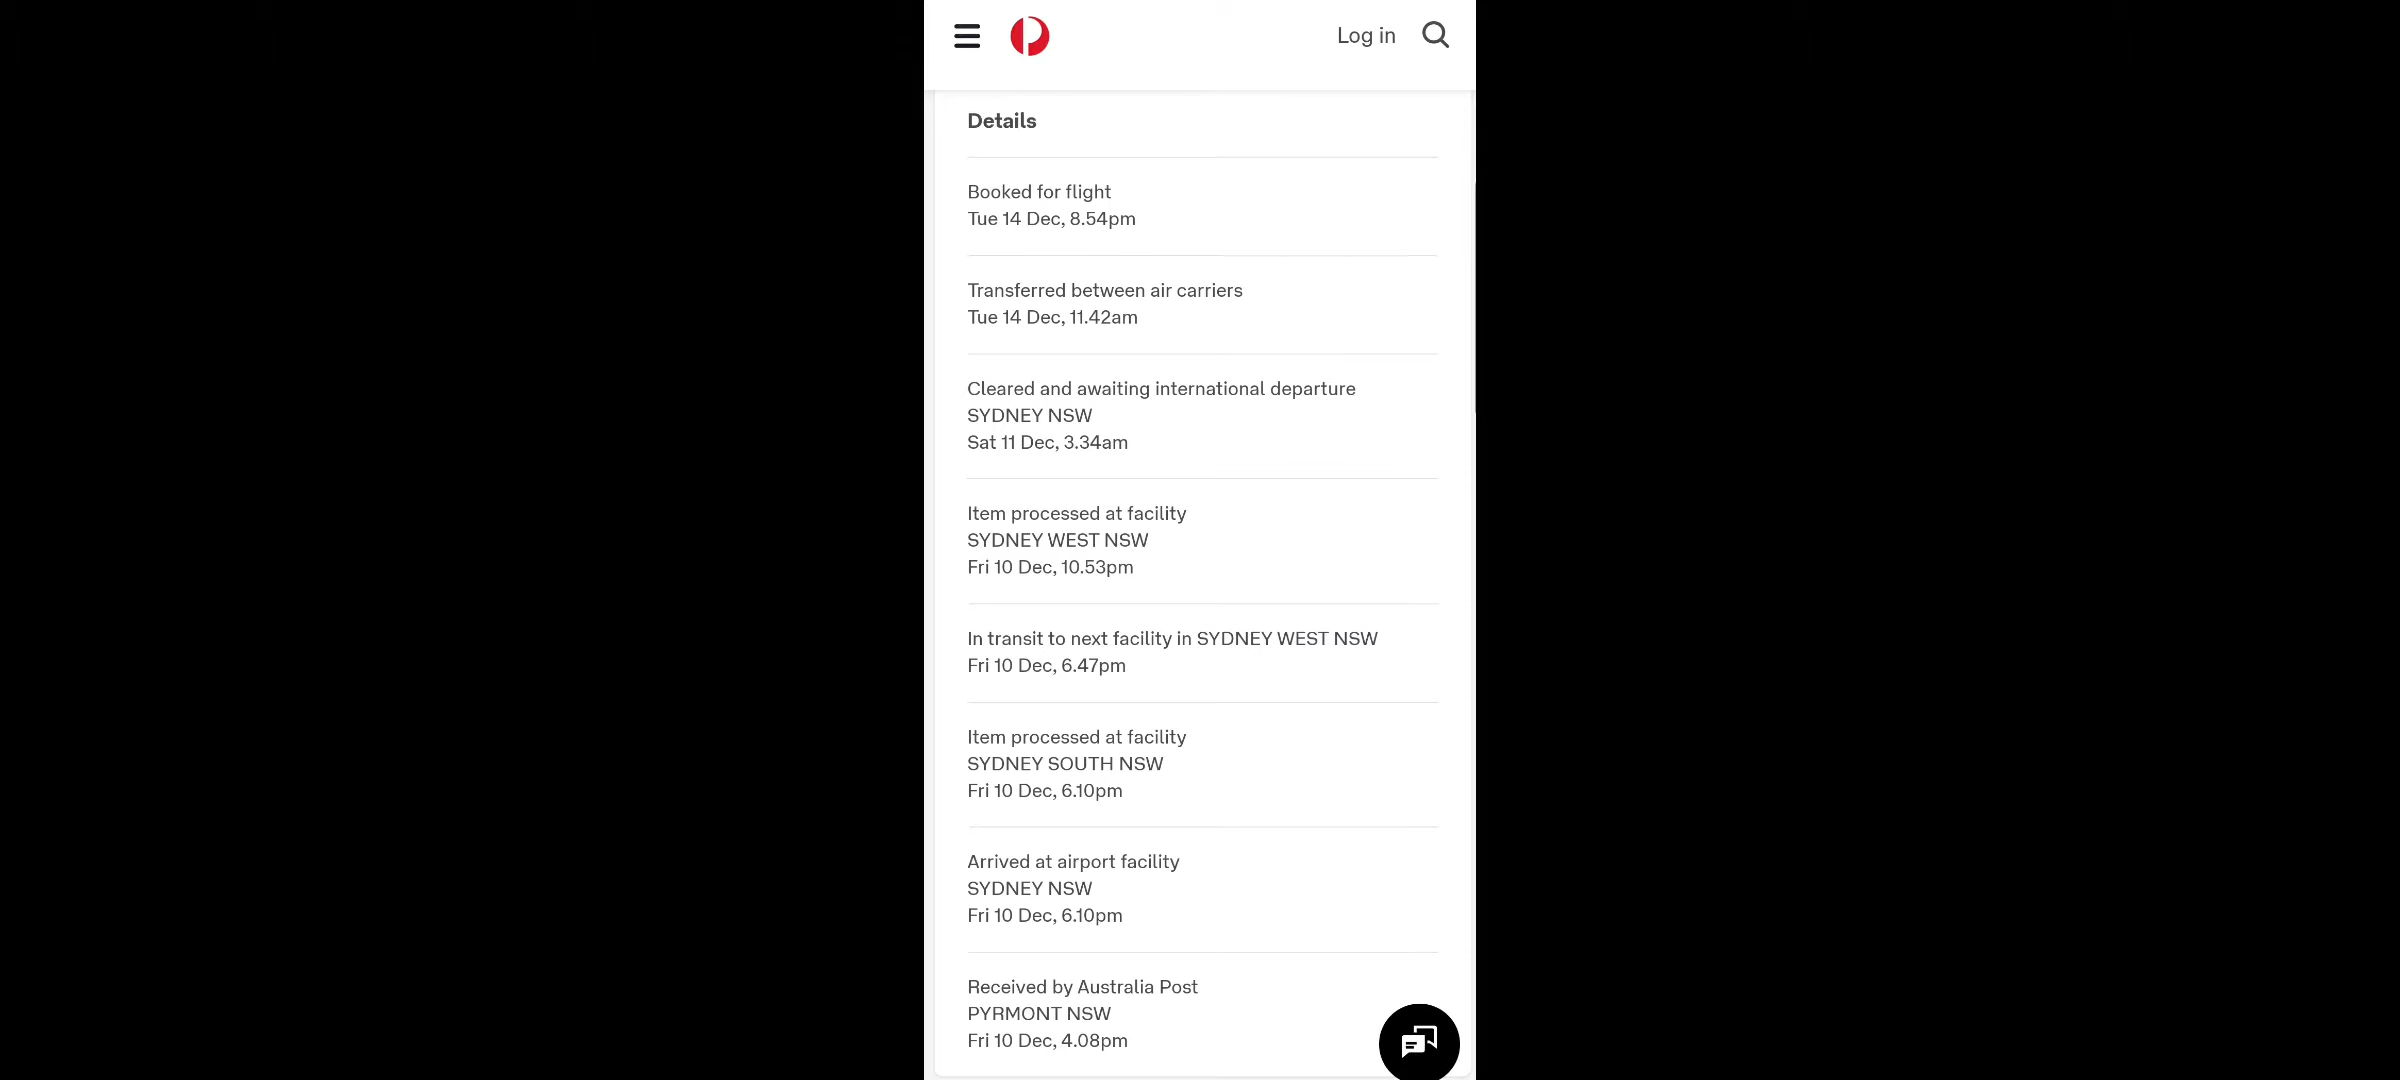 Log in
Details
Booked for flight
Tue 14 Dec, 8.54pm
Transferred between air carriers
Tue 14 Dec, 11.42am
Cleared and awaiting international departure
SYDNEY NSW
Sat 11 Dec, 3.34am
Item processed at facility
SYDNEY WEST NSW
Fri 10 Dec, 10.53pm
In transit to next facility in SYDNEY WEST NSW
Fri 10 Dec, 6.47pm
Item processed at facility
SYDNEY SOUTH NSW
Fri 10 Dec, 6.10pm
Arrived at airport facility
SYDNEY NSW
Fri 10 Dec, 6.10pm
Received by Australia Post
PYRMONT NSW
Fri 10 Dec, 4.08pm